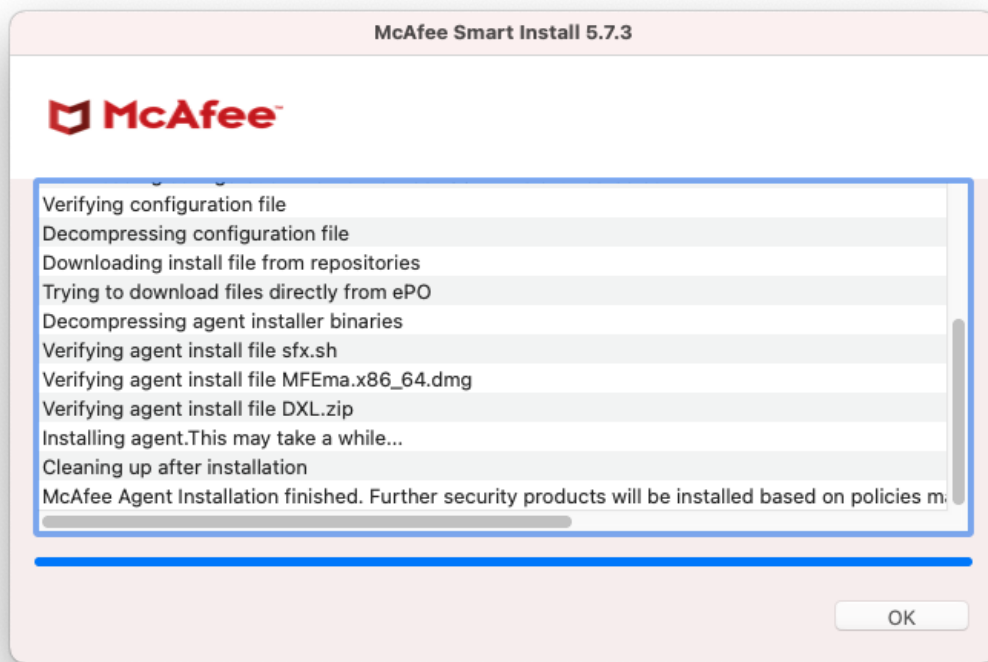 McAfee Smart Install 5.7.3
McAfee™
Verifying configuration file
Decompressing configuration file
Downloading install file from repositories
Trying to download files directly from ePO
Decompressing agent installer binaries
Verifying agent install file sfx.sh
Verifying agent install file MFEma.x86_64.dmg
Verifying agent install file DXL.zip
Installing agent.This may take a while...
Cleaning up after installation
McAfee Agent Installation finished. Further security products will be installed based on policies
OK